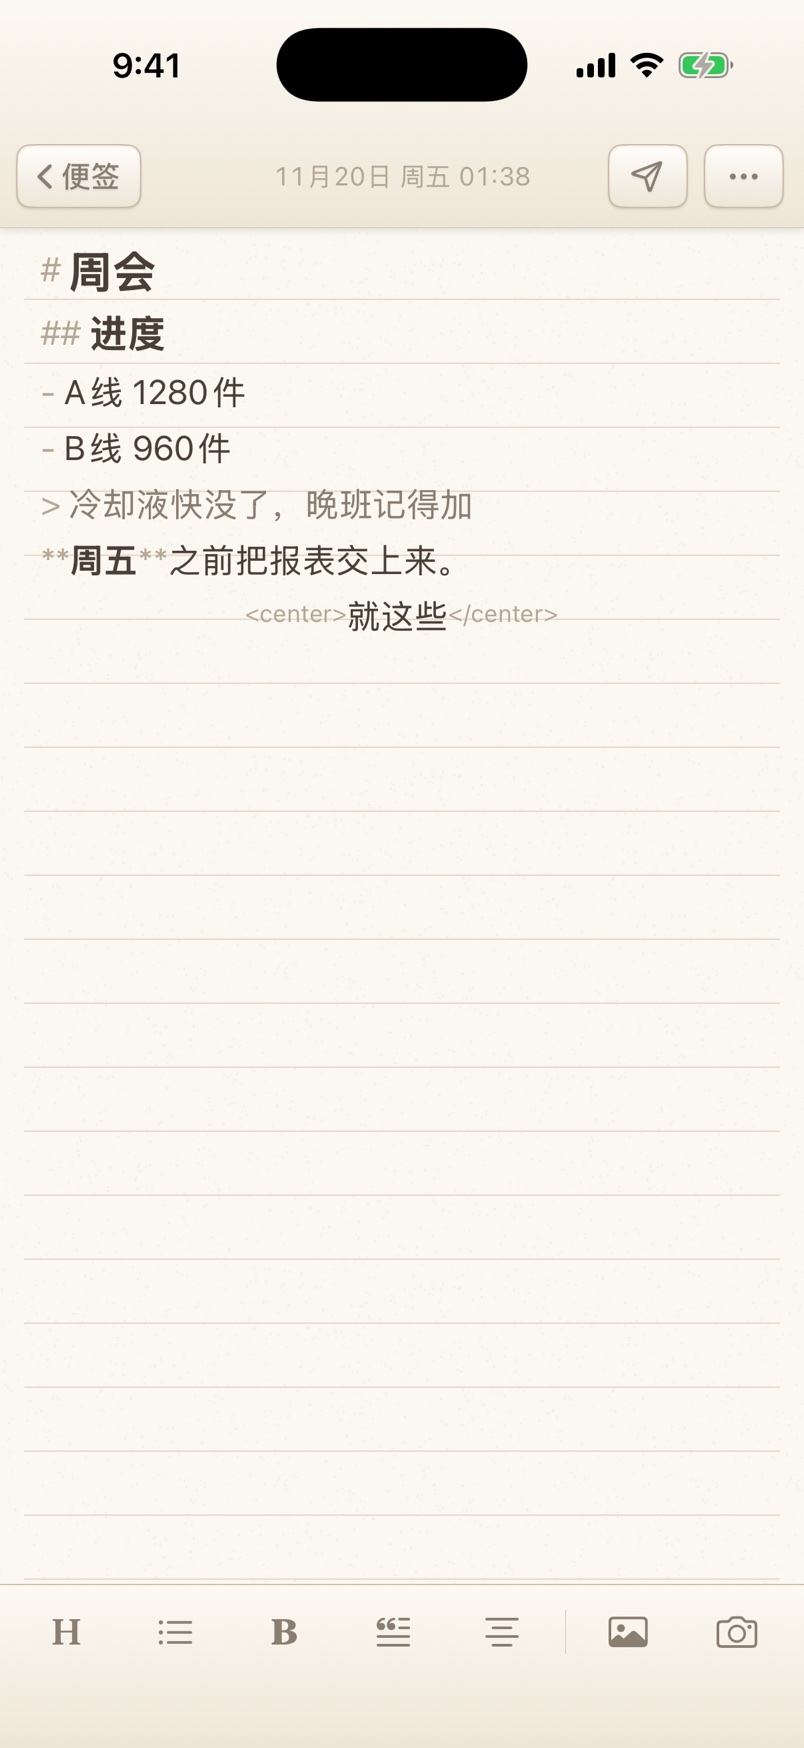 9:41
便签
11月20日 周五 01:38
# 周会
## 进度
- A线 1280件
- B线 960件
> 冷却液快没了，晚班记得加
**周五**之前把报表交上来。
<center>就这些</center>
H B